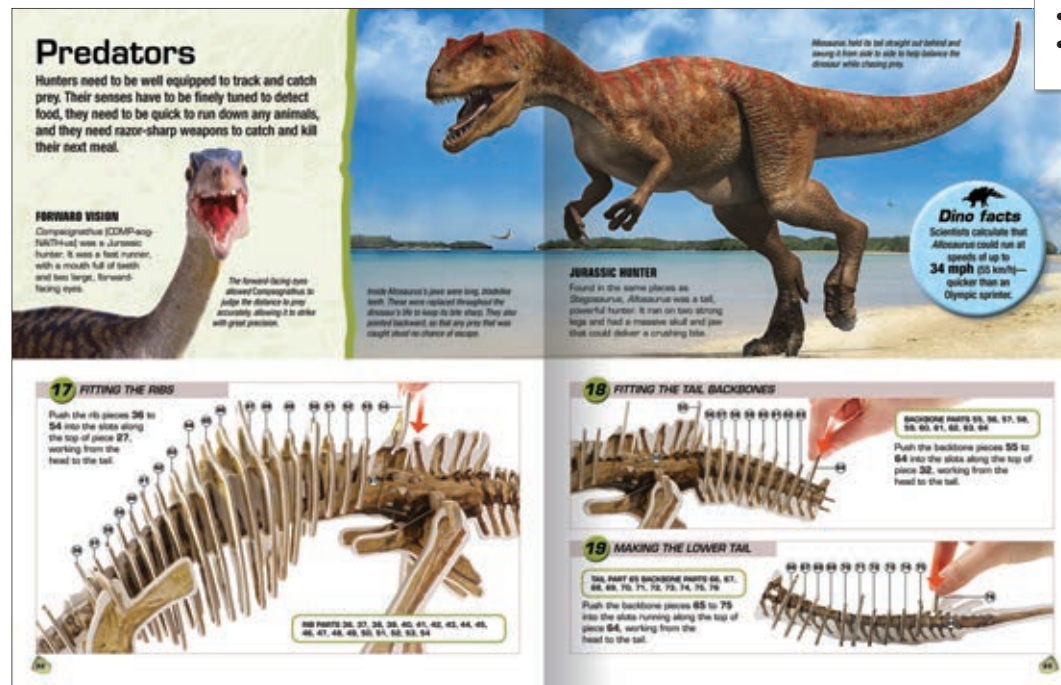 Predators
Hunters need to be well equipped to track and catch
prey. Their senses have to be finely tuned to detect
food, they need to be quick to run down any animals,
and they need razor-sharp weapons to catch and kill
their next meal.
FORWARD VISION
Compsognathus [COMP-sog-
NATH-us] was a Jurassic
hunter. It was a fast runner,
with a mouth full of teeth
and two large, forward-
facing eyes.
The forward-facing eyes
allowed Compsognathus to
judge the distance to prey
accurately, allowing it to strike
with great precision.
Inside Allosaurus's jaws were long, bladelike
teeth. These were replaced throughout the
dinosaur's life to keep its bite sharp. They also
pointed backward, so that any prey that was
caught stood no chance of escape.
Allosaurus held its tail straight out behind and
swung it from side to side to help balance the
dinosaur while chasing prey.
JURASSIC HUNTER
Found in the same places as
Stegosaurus, Allosaurus was a tall,
powerful hunter. It ran on two strong
legs and had a massive skull and jaw
that could deliver a crushing bite.
Dino facts
Scientists calculate that
Allosaurus could run at
speeds of up to
34 mph (55 km/h)—
quicker than an
Olympic sprinter.
17 FITTING THE RIBS
Push the rib pieces 36 to
54 into the slots along
the top of piece 27,
working from the
head to the tail.
RIB PARTS 36, 37, 38, 39, 40, 41, 42, 43, 44, 45,
46, 47, 48, 49, 50, 51, 52, 53, 54
18 FITTING THE TAIL BACKBONES
BACKBONE PARTS 55, 56, 57, 58,
59, 60, 61, 62, 63, 64
Push the backbone pieces 55 to
64 into the slots along the top of
piece 32, working from the
head to the tail.
19 MAKING THE LOWER TAIL
TAIL PART 65 BACKBONE PARTS 66, 67,
68, 69, 70, 71, 72, 73, 74, 75, 76
Push the backbone pieces 65 to 75
into the slots running along the top of
piece 64, working from the
head to the tail.